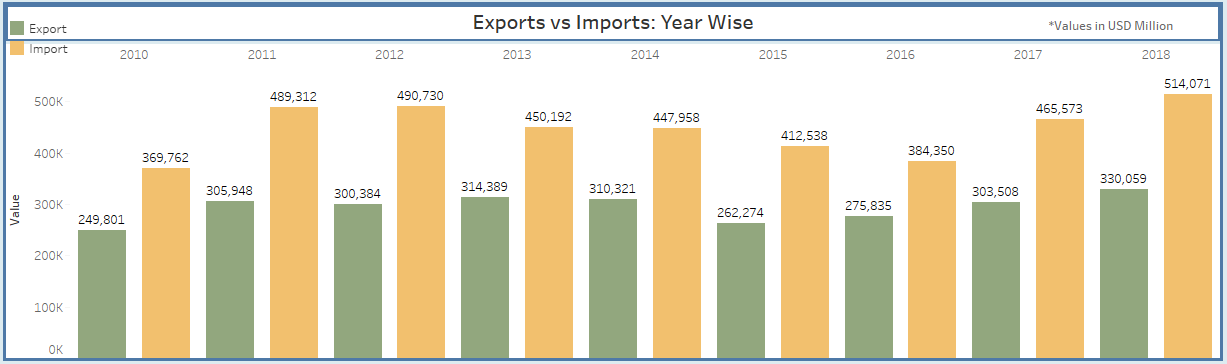 Exports vs Imports: Year Wise
*Values in USD Million
Export
Import
2010 2011 2012 2013 2014 2015 2016 2017 2018
Value
500K
400K
300K
200K
100K
0K
249,801 369,762
305,948 489,312
300,384 490,730
314,389 450,192
310,321 447,958
262,274 412,538
275,835 384,350
303,508 465,573
330,059 514,071